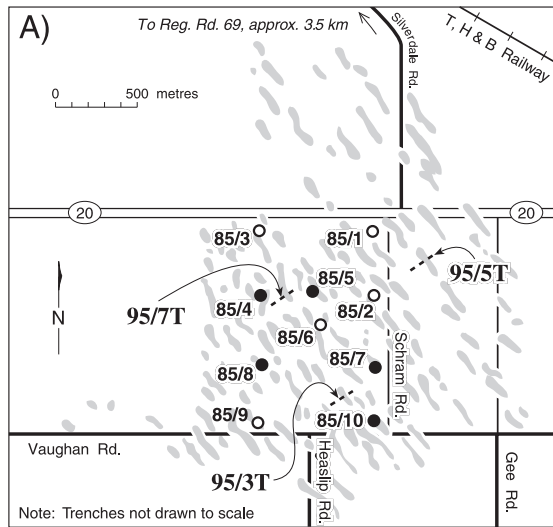 A)
To Reg. Rd. 69, approx. 3.5 km
Silverdale Rd.
T, H & B Railway
0 500 metres
20
20
85/3
85/1
85/5
95/5T
95/7T
85/4
85/2
N
85/6
Schram Rd.
85/8
85/7
85/9
85/10
Vaughan Rd.
95/3T
Heaslip Rd.
Gee Rd.
Note: Trenches not drawn to scale